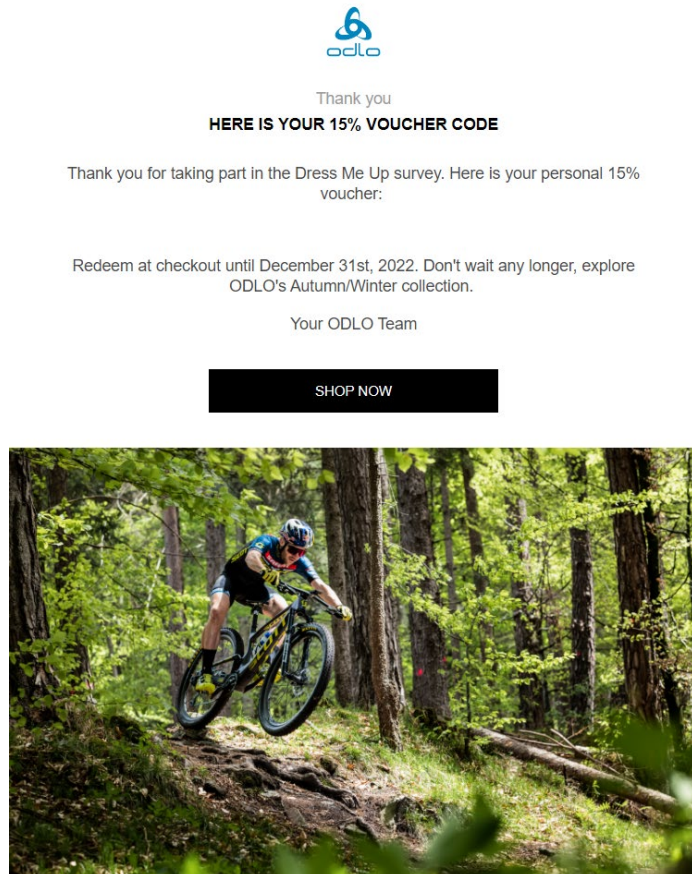 odlo
Thank you
HERE IS YOUR 15% VOUCHER CODE
Thank you for taking part in the Dress Me Up survey. Here is your personal 15%
voucher:
Redeem at checkout until December 31st, 2022. Don't wait any longer, explore
ODLO's Autumn/Winter collection.
Your ODLO Team
SHOP NOW